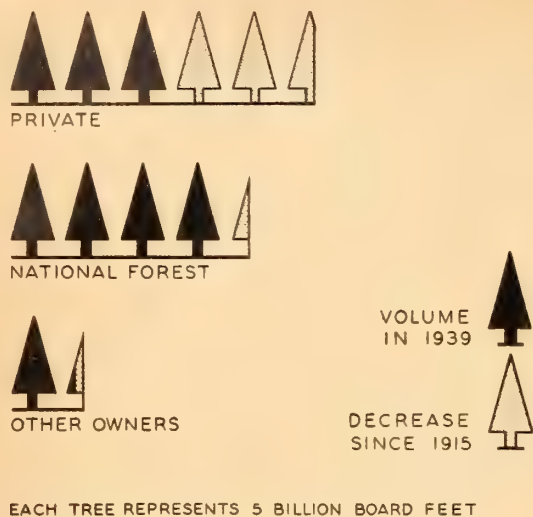 PRIVATE
NATIONAL FOREST
VOLUME
IN 1939
OTHER OWNERS
DECREASE
SINCE 1915
EACH TREE REPRESENTS 5 BILLION BOARD FEET